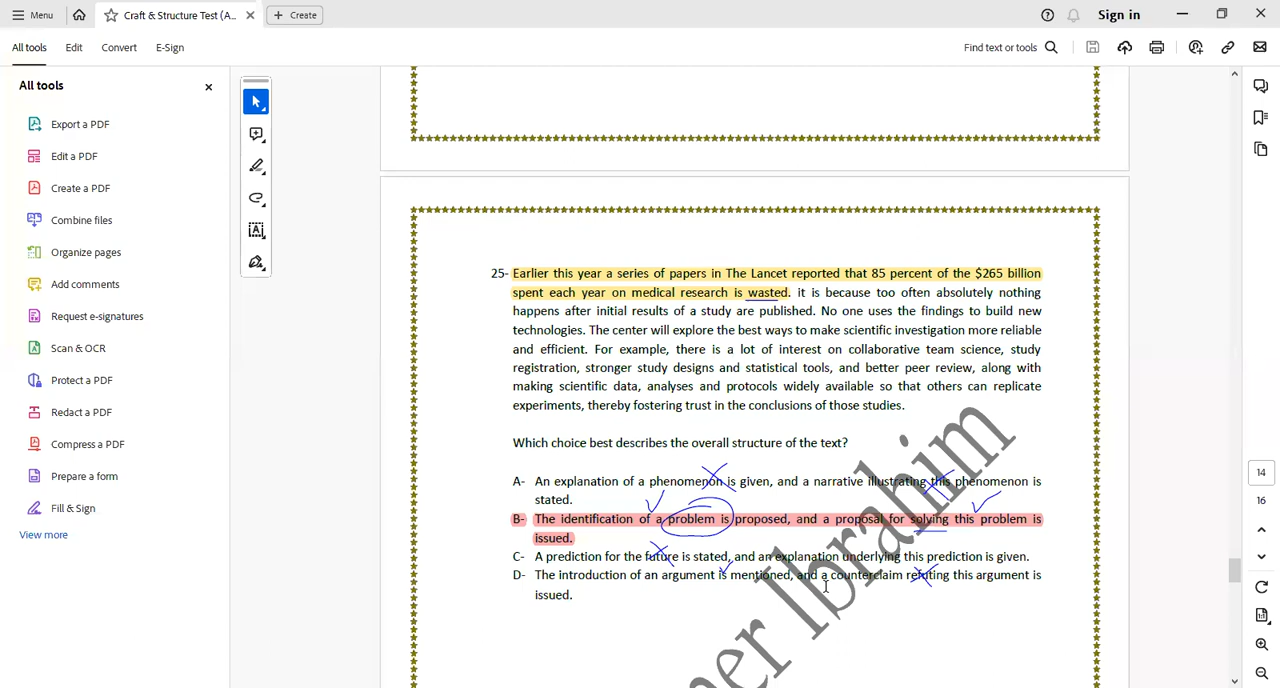 Menu
Craft & Structure Test (A...
Create
Sign in
All tools
Edit
Convert
E-Sign
Find text or tools
All tools
Export a PDF
Edit a PDF
Create a PDF
Combine files
Organize pages
Add comments
Request e-signatures
Scan & OCR
Protect a PDF
Redact a PDF
Compress a PDF
Prepare a form
Fill & Sign
View more
25- Earlier this year a series of papers in The Lancet reported that 85 percent of the $265 billion
spent each year on medical research is wasted. it is because too often absolutely nothing
happens after initial results of a study are published. No one uses the findings to build new
technologies. The center will explore the best ways to make scientific investigation more reliable
and efficient. For example, there is a lot of interest on collaborative team science, study
registration, stronger study designs and statistical tools, and better peer review, along with
making scientific data, analyses and protocols widely available so that others can replicate
experiments, thereby fostering trust in the conclusions of those studies.
Which choice best describes the overall structure of the text?
A- An explanation of a phenomenon is given, and a narrative illustrating this phenomenon is
stated.
B- The identification of a problem is proposed, and a proposal for solving this problem is
issued.
C- A prediction for the future is stated, and an explanation underlying this prediction is given.
D- The introduction of an argument is mentioned, and a counterclaim refuting this argument is
issued.
Ibrahim
14
16